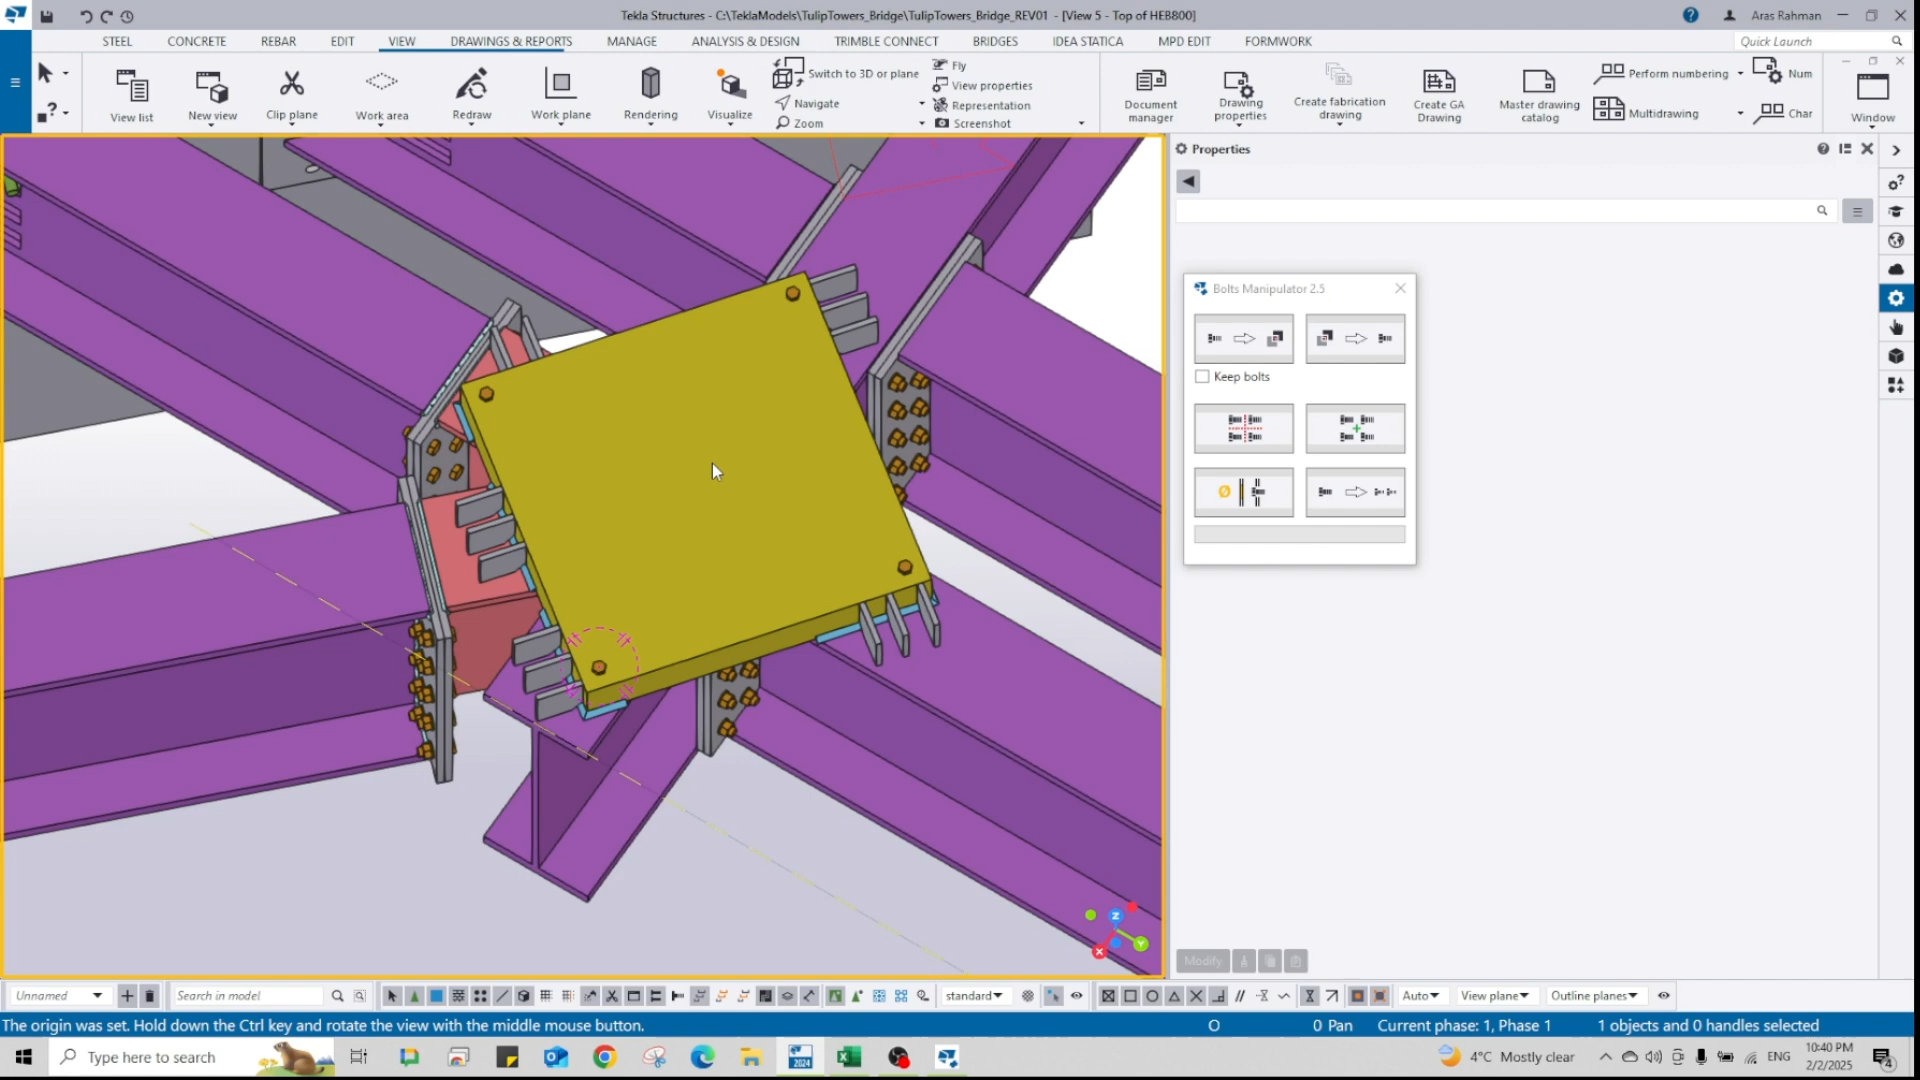 Tekla Structures - C:\TeklaModels\TulipTowers_Bridge\TulipTowers_Bridge_REV01 - [View 5 - Top of HEB800]
Aras Rahman
STEEL CONCRETE REBAR EDIT VIEW DRAWINGS & REPORTS MANAGE ANALYSIS & DESIGN TRIMBLE CONNECT BRIDGES IDEA STATICA MPD EDIT FORMWORK
Quick Launch
View list
New view
Clip plane
Work area
Redraw
Work plane
Rendering
Visualize
Switch to 3D or plane
Navigate
Zoom
Fly
View properties
Representation
Screenshot
Document
manager
Drawing
properties
Create fabrication
drawing
Create GA
Drawing
Master drawing
catalog
Perform numbering
Multidrawing
Num
Char
Window
Properties
Bolts Manipulator 2.5
Keep bolts
Z
Y
X
Modify
Unnamed
Search in model
standard
Auto
View plane
Outline planes
The origin was set. Hold down the Ctrl key and rotate the view with the middle mouse button.
O
0 Pan
Current phase: 1, Phase 1
1 objects and 0 handles selected
Type here to search
2024
4°C Mostly clear
ENG
10:40 PM
2/2/2025
4